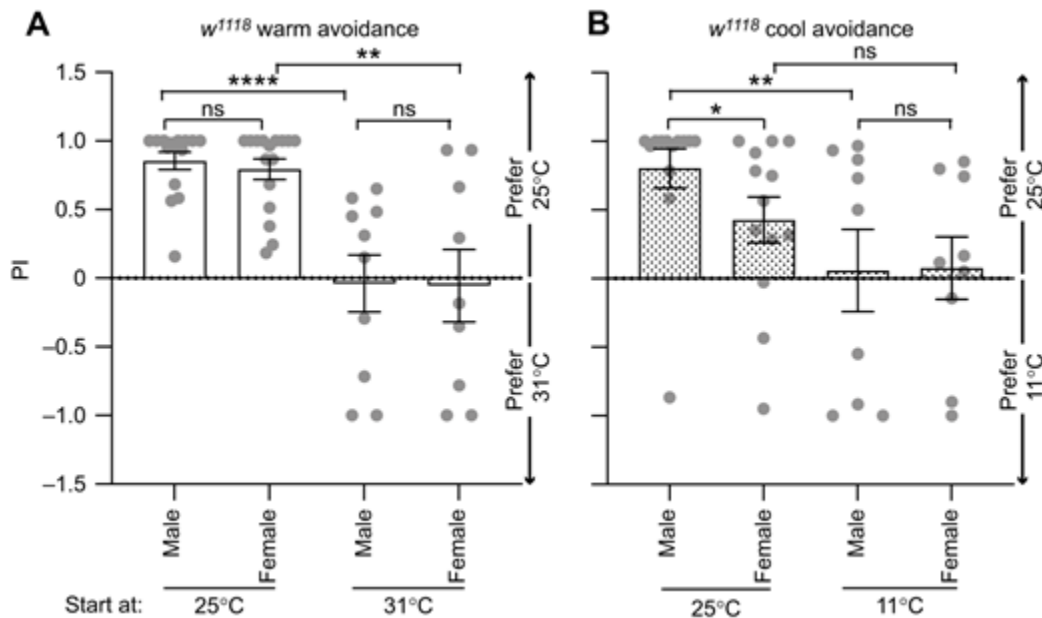 A
w1118 warm avoidance
**
****
ns
ns
1.5
1.0
0.5
0
–0.5
–1.0
–1.5
PI
Prefer
25°C
Prefer
31°C
Male
Female
Male
Female
Start at:
25°C
31°C
B
w1118 cool avoidance
ns
**
*
ns
Prefer
25°C
Prefer
11°C
Male
Female
Male
Female
25°C
11°C